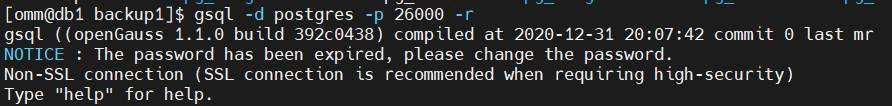 [omm@db1 backup1]$ gsql -d postgres -p 26000 -r
gsql ((openGauss 1.1.0 build 392c0438) compiled at 2020-12-31 20:07:42 commit 0 last mr
NOTICE : The password has been expired, please change the password.
Non-SSL connection (SSL connection is recommended when requiring high-security)
Type "help" for help.